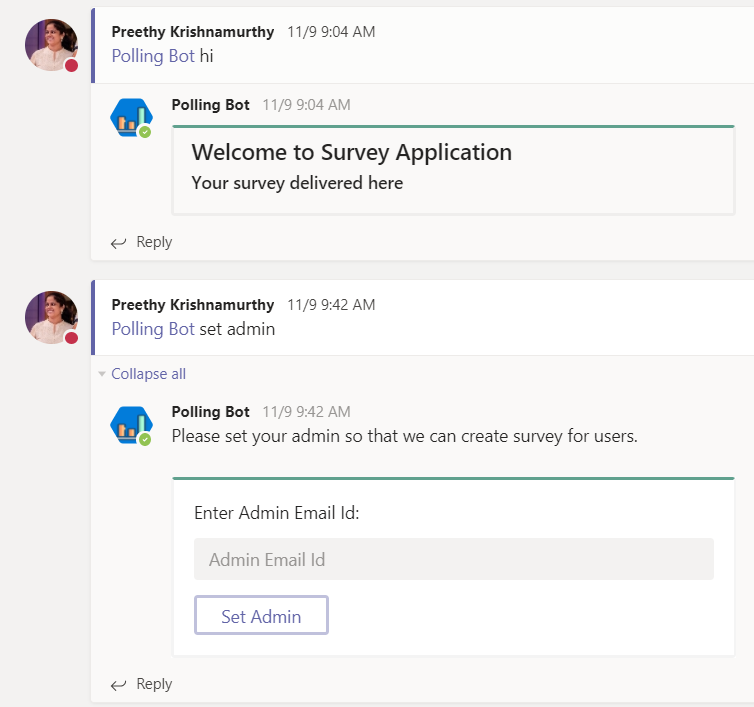 Preethy Krishnamurthy 11/9 9:04 AM
Polling Bot hi
Polling Bot 11/9 9:04 AM
Welcome to Survey Application
Your survey delivered here
Reply
Preethy Krishnamurthy 11/9 9:42 AM
Polling Bot set admin
Collapse all
Polling Bot 11/9 9:42 AM
Please set your admin so that we can create survey for users.
Enter Admin Email Id:
Admin Email Id
Set Admin
Reply